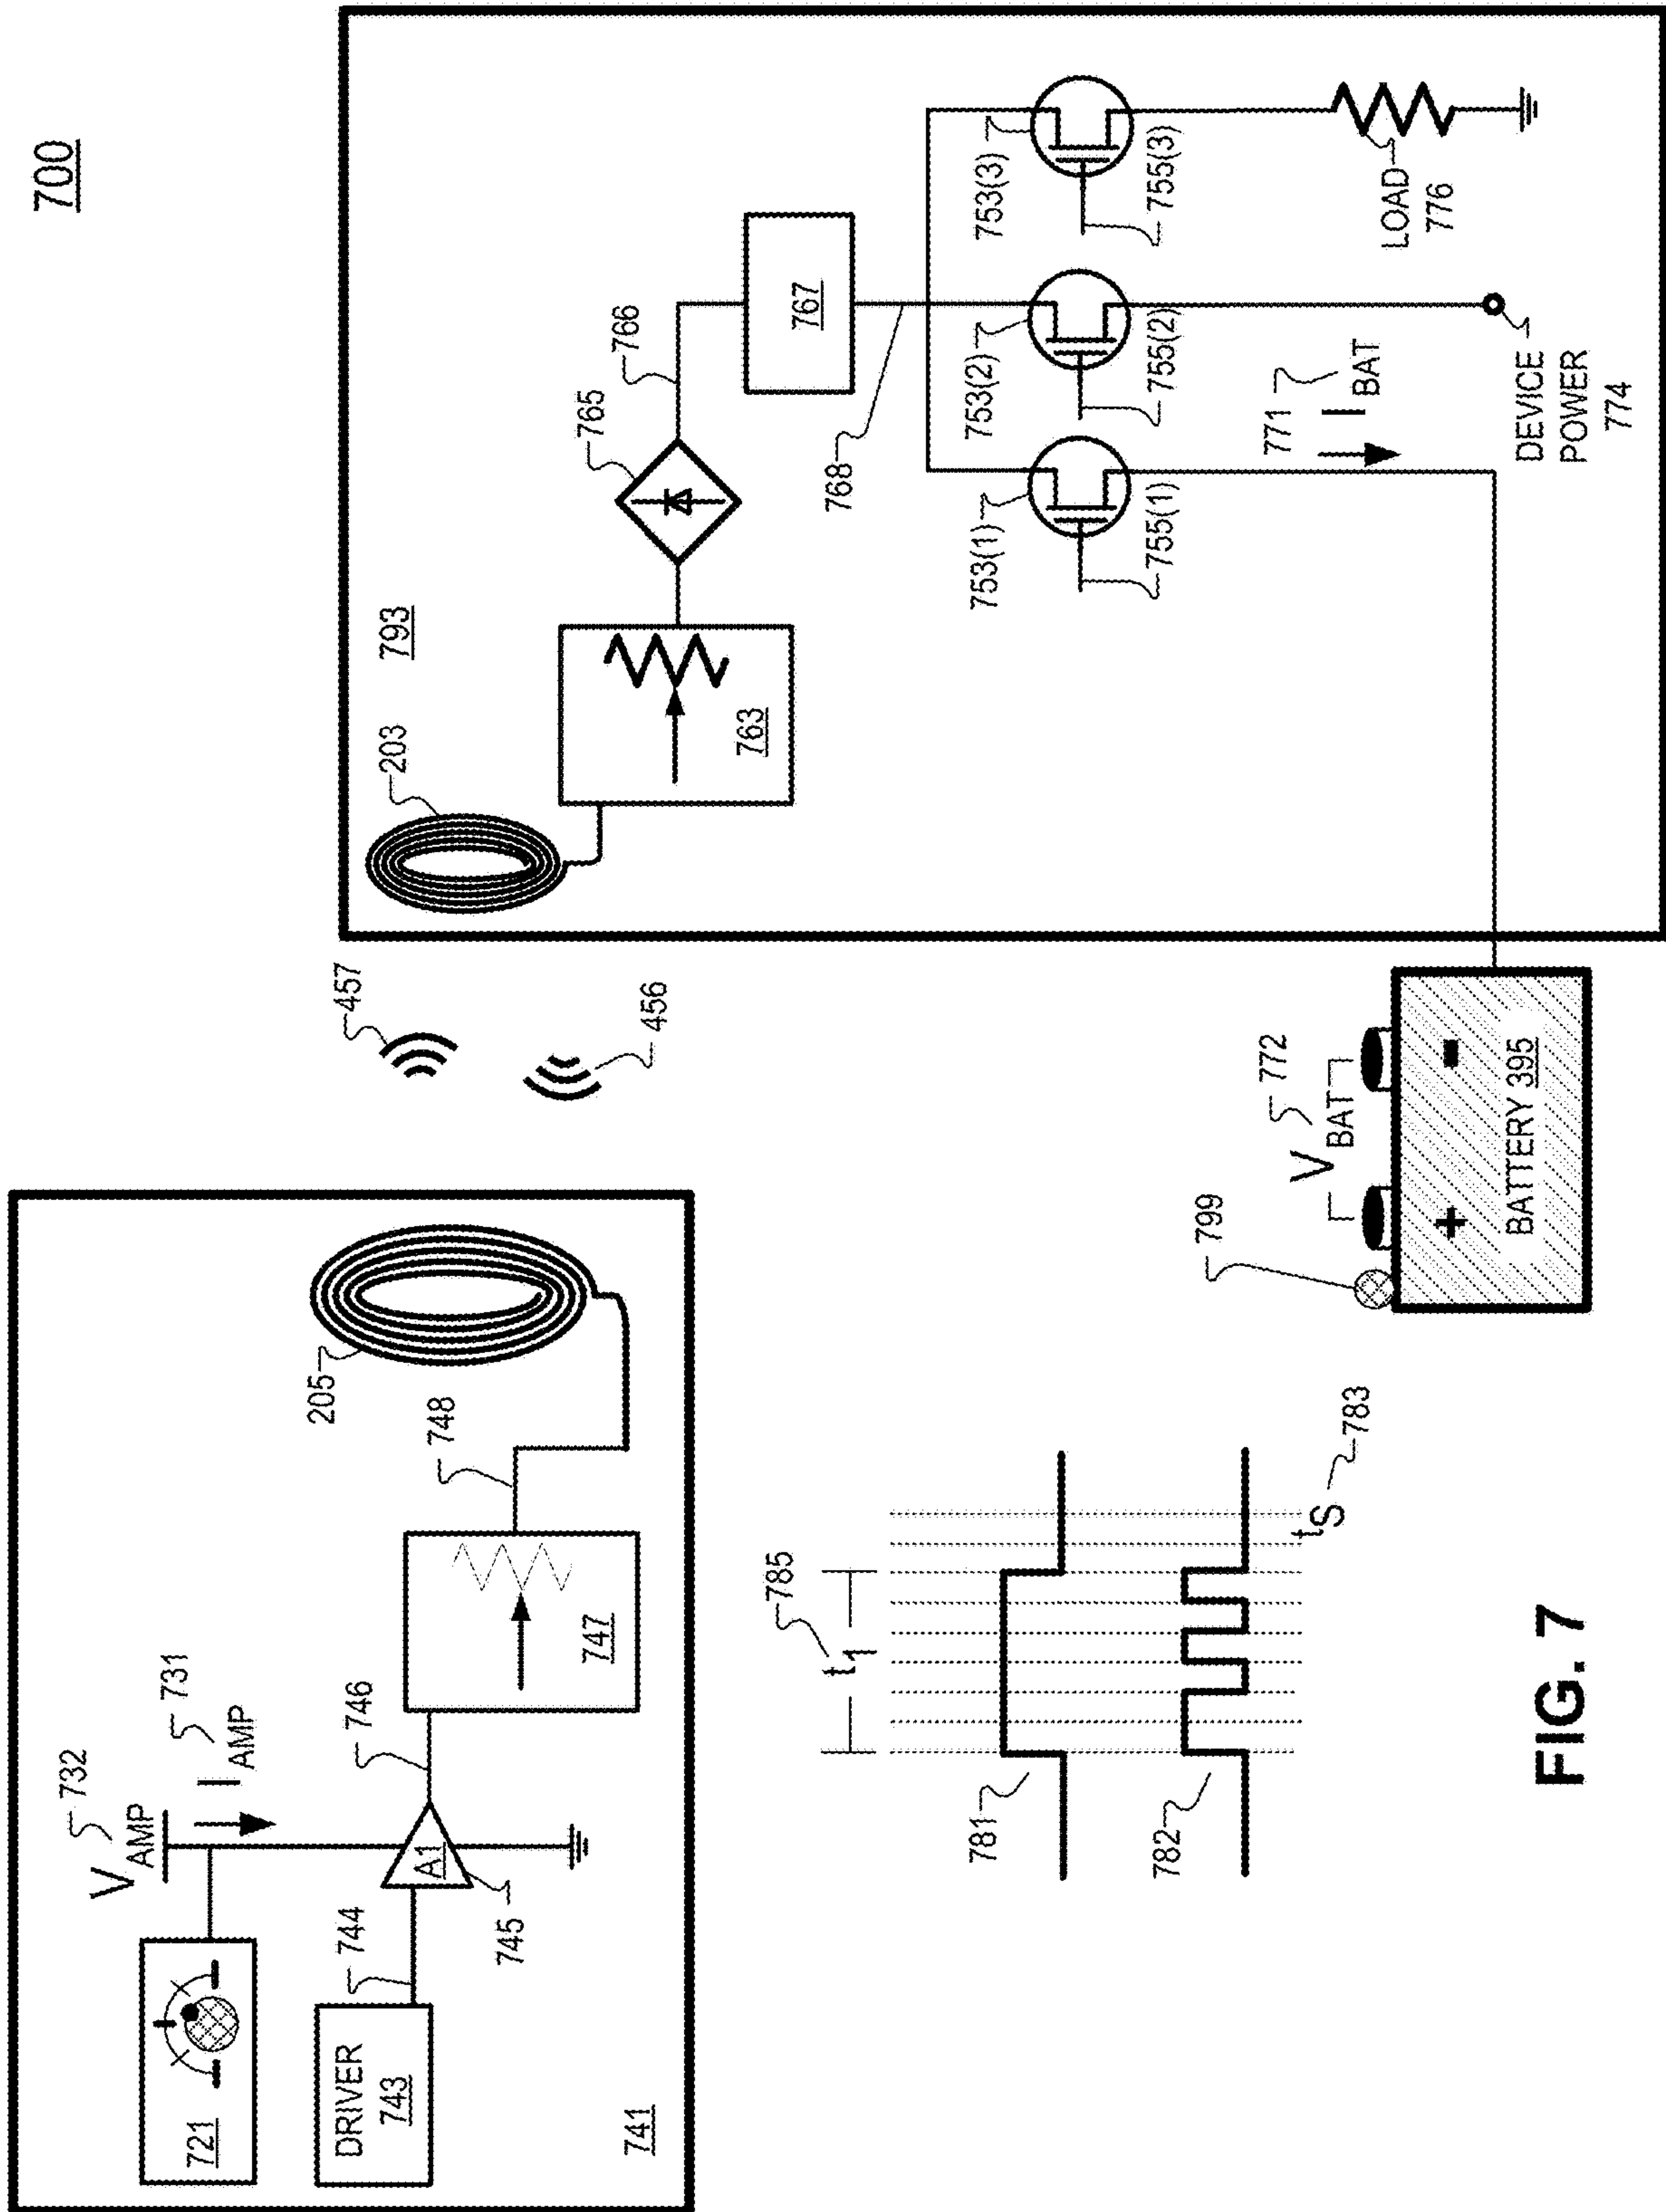 700
741
721
V AMP
732
I AMP
731
DRIVER
743
744
A1
745
746
747
748
205
457
456
793
203
763
765
766
767
768
753(1)
753(2)
753(3)
755(1)
755(2)
755(3)
771
I BAT
DEVICE
POWER
774
LOAD
776
799
V BAT
772
+
-
BATTERY 395
781
782
t1
785
tS
783
FIG. 7